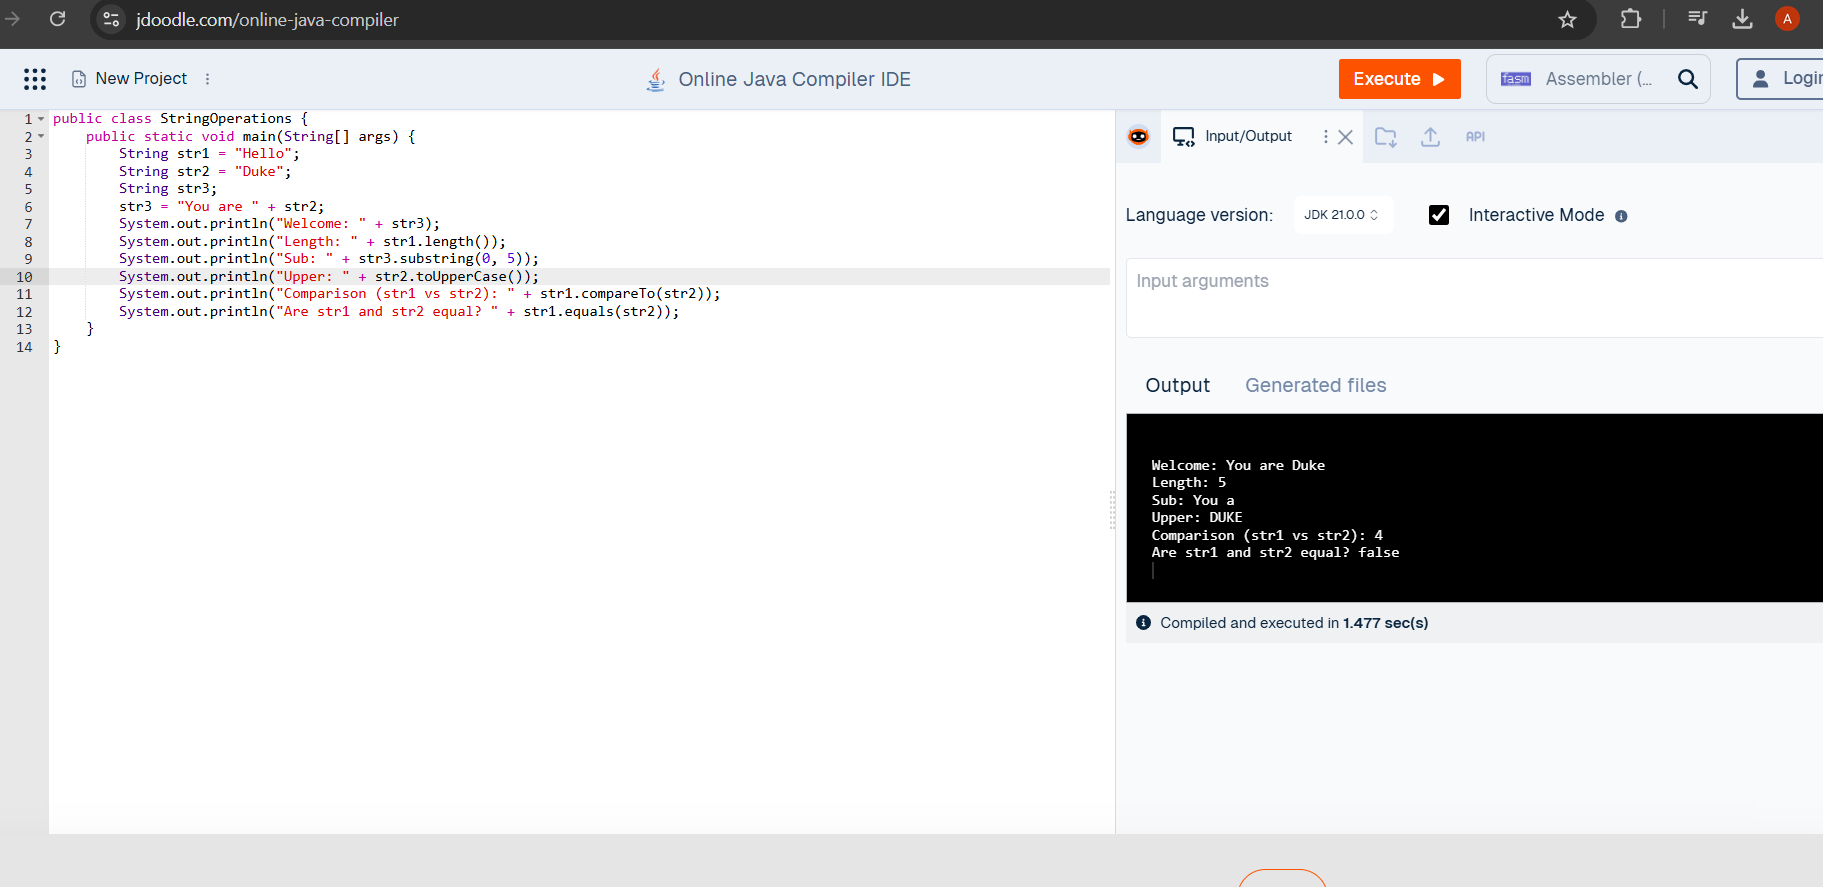 jdoodle.com/online-java-compiler
A
New Project
Online Java Compiler IDE
Execute
fasm
Assembler (...
Login
1 public class StringOperations {
2     public static void main(String[] args) {
3         String str1 = "Hello";
4         String str2 = "Duke";
5         String str3;
6         str3 = "You are " + str2;
7         System.out.println("Welcome: " + str3);
8         System.out.println("Length: " + str1.length());
9         System.out.println("Sub: " + str3.substring(0, 5));
10         System.out.println("Upper: " + str2.toUpperCase());
11         System.out.println("Comparison (str1 vs str2): " + str1.compareTo(str2));
12         System.out.println("Are str1 and str2 equal? " + str1.equals(str2));
13     }
14 }
Input/Output
API
Language version:
JDK 21.0.0
Interactive Mode
Input arguments
Output
Generated files
Welcome: You are Duke
Length: 5
Sub: You a
Upper: DUKE
Comparison (str1 vs str2): 4
Are str1 and str2 equal? false
Compiled and executed in 1.477 sec(s)